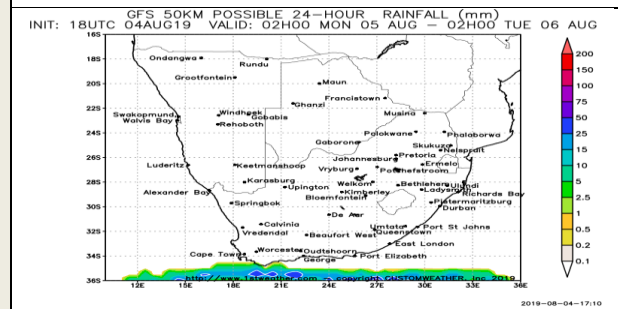 GFS 50KM POSSIBLE 24-HOUR RAINFALL (mm)
INIT: 18UTC 04AUG19 VALID: 02H00 MON 05 AUG – 02H00 TUE 06 AUG
16S
Ondangwa
Rundu
200
18S
150
Grootfontein
Maun
100
20S
Francistown
75
Ghanzi
22S
50
Swakopmund
Windhoek
Gobabis
Musina
Walvis Bay
Rehoboth
25
24S
Polokwane
Phalaborwa
15
Gaborone
Skukuza
Pretoria
Nelspruit
26S
Johannesburg
10
Luderitz
Keetmanshoop
Vryburg
Potchefstroom
Ermelo
5
28S
Karasburg
Upington
Welkom
Bethlehem
Ulundi
Alexander Bay
Kimberley
Ladysmith
Richards Bay
2.5
Springbok
Bloemfontein
Pietermaritzburg
30S
Durban
1
De Aar
Calvinia
Umtata
Port St Johns
0.5
32S
Vredendal
Beaufort West
Queenstown
East London
0.2
Worcester
Oudtshoorn
34S
Cape Town
George
Port Elizabeth
0.1
http://www.1stweather.com - copyright CUSTOMWEATHER, Inc 2019
36S
12E 15E 18E 21E 24E 27E 30E 33E 36E
2019-08-04-17:10